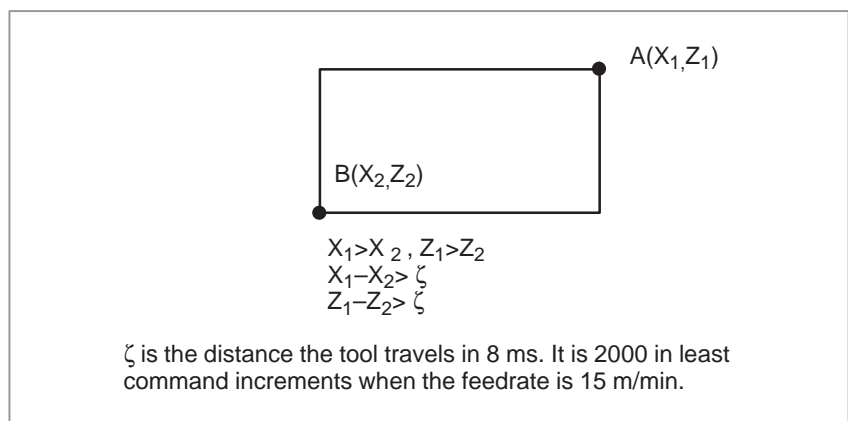 A(X₁,Z₁)
B(X₂,Z₂)
X₁>X ₂ , Z₁>Z₂
X₁–X₂> ζ
Z₁–Z₂> ζ
ζ is the distance the tool travels in 8 ms. It is 2000 in least
command increments when the feedrate is 15 m/min.